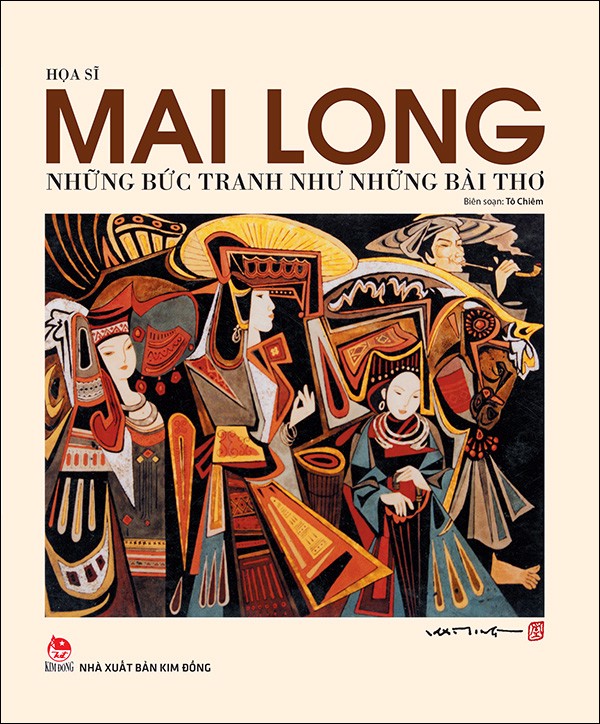 HỌA SĨ
MAI LONG
NHỮNG BỨC TRANH NHƯ NHỮNG BÀI THƠ
Biên soạn: Tô Chiêm
KIM ĐỒNG
NHÀ XUẤT BẢN KIM ĐỒNG